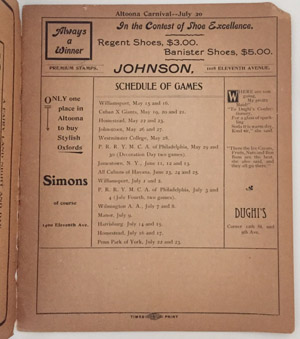 Altoona Carnival--July 20
Always
a
Winner
In the Contest of Shoe Excellence.
Regent Shoes, $3.00.
Banister Shoes, $5.00.
PREMIUM STAMPS.
JOHNSON,
ELEVENTH AVENUE.
SCHEDULE OF GAMES
ONLY one
place in
Altoona
to buy
Stylish
Oxfords
Simons
of course
1400 Eleventh Ave.
Williamsport, May 15 and 16.
Cuban X Giants, May 19, 20 and 21.
Homestead, May 22 and 23.
Johnstown, May 26 and 27.
Westminster College, May 28.
P. R. R. Y. M. C. A. of Philadelphia, May 29 and
30 (Decoration Day two games).
Jamestown, N. Y., June 11, 12 and 13.
All Cubans of Havana, June 23, 24 and 25.
Williamsport, July 1 and 2.
P. R. R. Y. M. C. A. of Philadelphia, July 3 and
4 (July Fourth, two games).
Wilmington A. A., July 7 and 8.
Manor, July 9.
Harrisburg, July 14 and 15.
Homestead, July 16 and 17.
Penn Park of York, July 22 and 23.
DUGHI'S
Corner 11th St. and
9th Ave.